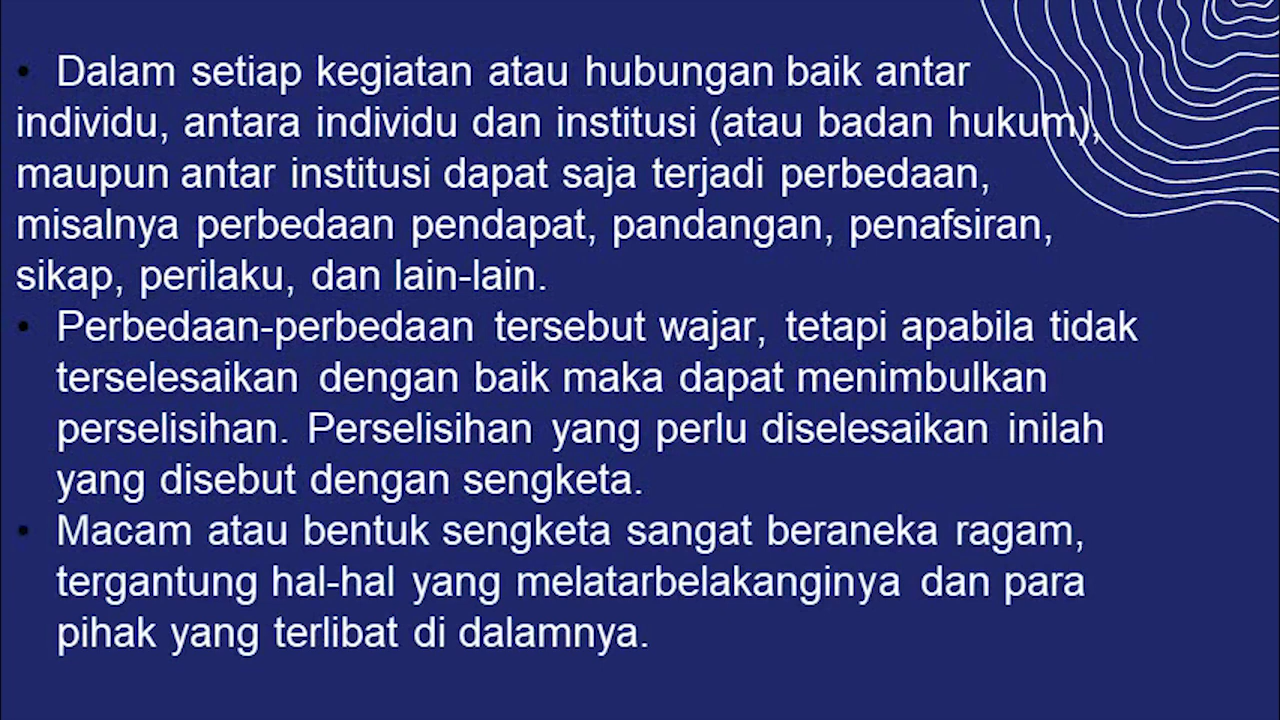 • Dalam setiap kegiatan atau hubungan baik antar
individu, antara individu dan institusi (atau badan hukum),
maupun antar institusi dapat saja terjadi perbedaan,
misalnya perbedaan pendapat, pandangan, penafsiran,
sikap, perilaku, dan lain-lain.
• Perbedaan-perbedaan tersebut wajar, tetapi apabila tidak
terselesaikan dengan baik maka dapat menimbulkan
perselisihan. Perselisihan yang perlu diselesaikan inilah
yang disebut dengan sengketa.
• Macam atau bentuk sengketa sangat beraneka ragam,
tergantung hal-hal yang melatarbelakanginya dan para
pihak yang terlibat di dalamnya.